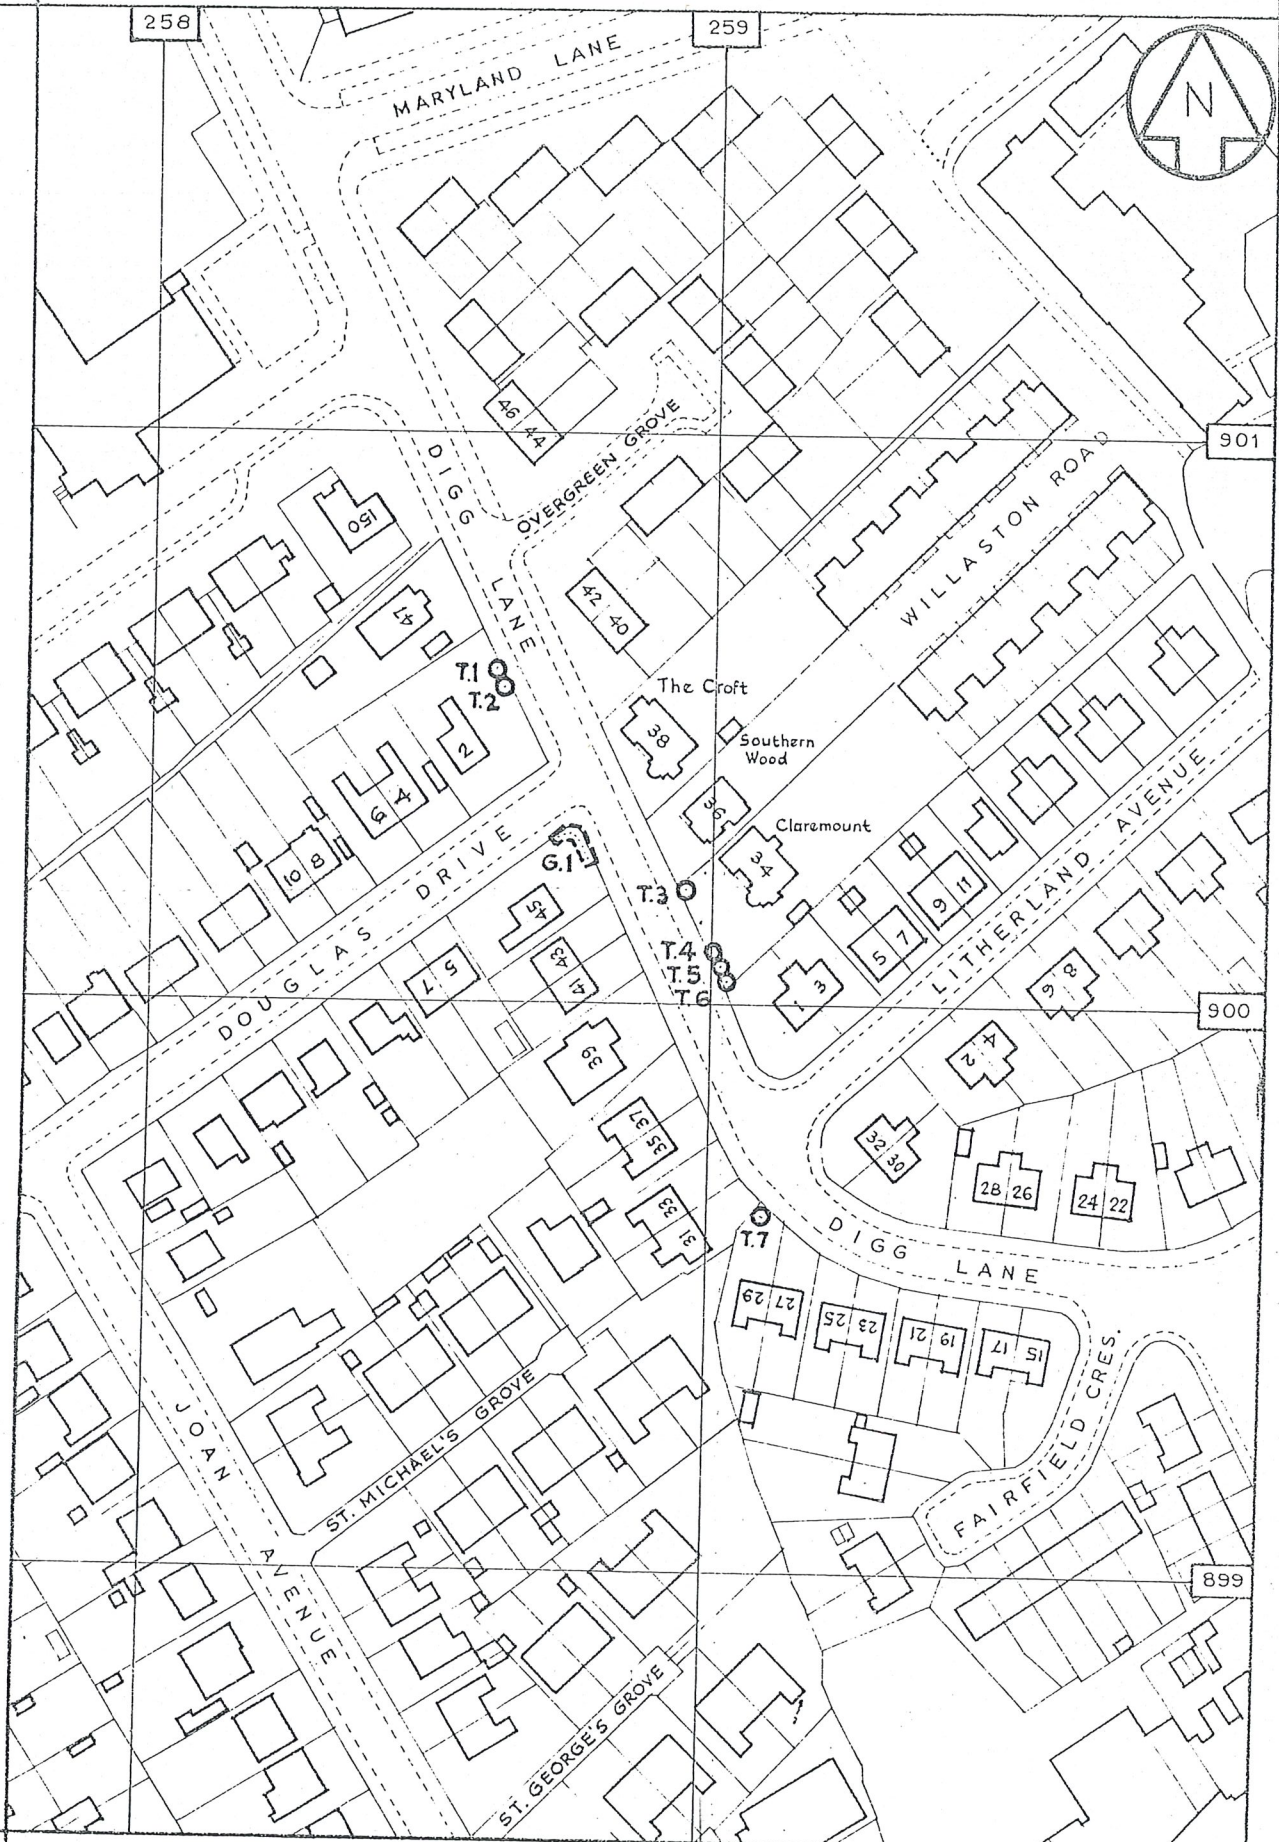 258
259
MARYLAND LANE
N
46 44
901
DIGG LANE
OVERGREEN GROVE
150
WILLASTON ROAD
47
42 40
T.1
T.2
The Croft
38
2
Southern
Wood
6 4
36
Claremount
34
LITHERLAND AVENUE
10 8
DOUGLAS DRIVE
G.1
T.3
45
9 11
5 7
T.4
T.5
T.6
41 43
5 7
1 3
6 8
900
39
2 4
35 37
32 30
28 26
24 22
31 33
T.7
DIGG LANE
29 27
25 23
21 19
17 15
FAIRFIELD CRES.
JOAN AVENUE
ST. MICHAEL'S GROVE
899
ST. GEORGE'S GROVE